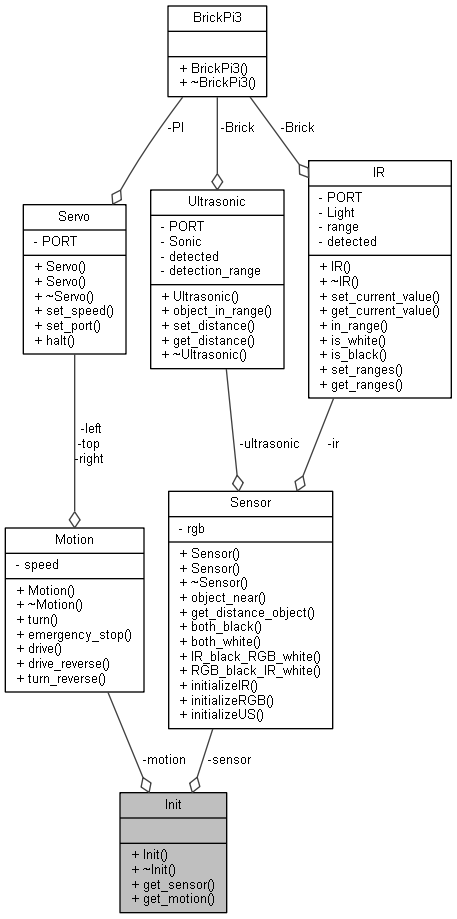 BrickPi3
+ BrickPi3()
+ ~BrickPi3()
-PI
-Brick
-Brick
Servo
- PORT
+ Servo()
+ Servo()
+ ~Servo()
+ set_speed()
+ set_port()
+ halt()
Ultrasonic
- PORT
- Sonic
- detected
- detection_range
+ Ultrasonic()
+ object_in_range()
+ set_distance()
+ get_distance()
+ ~Ultrasonic()
IR
- PORT
- Light
- range
- detected
+ IR()
+ ~IR()
+ set_current_value()
+ get_current_value()
+ in_range()
+ is_white()
+ is_black()
+ set_ranges()
+ get_ranges()
-left
-top
-right
-ultrasonic
-ir
Motion
- speed
+ Motion()
+ ~Motion()
+ turn()
+ emergency_stop()
+ drive()
+ drive_reverse()
+ turn_reverse()
Sensor
- rgb
+ Sensor()
+ Sensor()
+ ~Sensor()
+ object_near()
+ get_distance_object()
+ both_black()
+ both_white()
+ IR_black_RGB_white()
+ RGB_black_IR_white()
+ initializeIR()
+ initializeRGB()
+ initializeUS()
-motion
-sensor
Init
+ Init()
+ ~Init()
+ get_sensor()
+ get_motion()